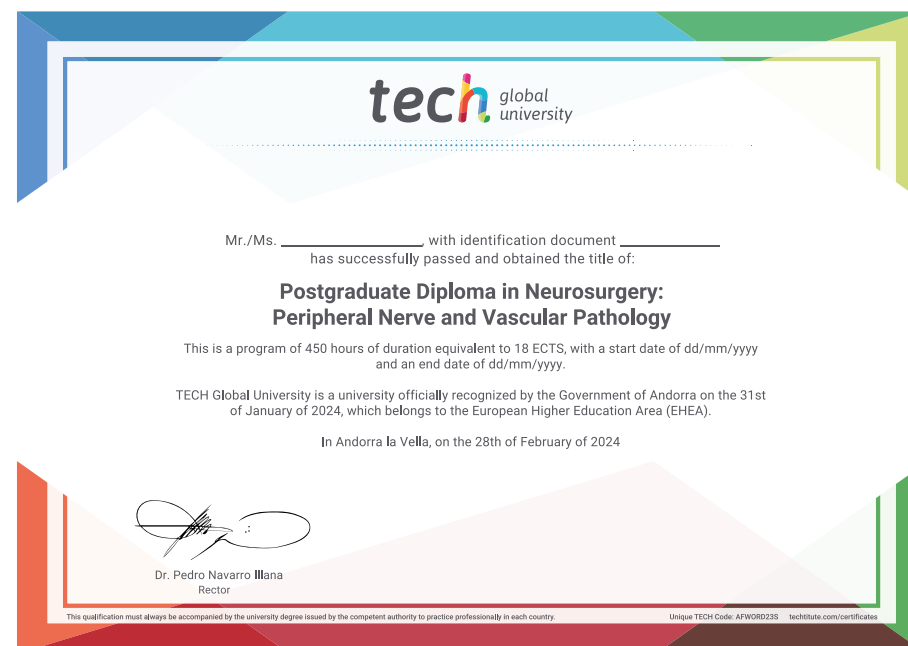 tech global university
Mr./Ms. ____________, with identification document ____________
has successfully passed and obtained the title of:
Postgraduate Diploma in Neurosurgery:
Peripheral Nerve and Vascular Pathology
This is a program of 450 hours of duration equivalent to 18 ECTS, with a start date of dd/mm/yyyy
and an end date of dd/mm/yyyy.
TECH Global University is a university officially recognized by the Government of Andorra on the 31st
of January of 2024, which belongs to the European Higher Education Area (EHEA).
In Andorra la Vella, on the 28th of February of 2024
Dr. Pedro Navarro Illana
Rector
This qualification must always be accompanied by the university degree issued by the competent authority to practice professionally in each country.
Unique TECH Code: AFWORD23S techtitute.com/certificates